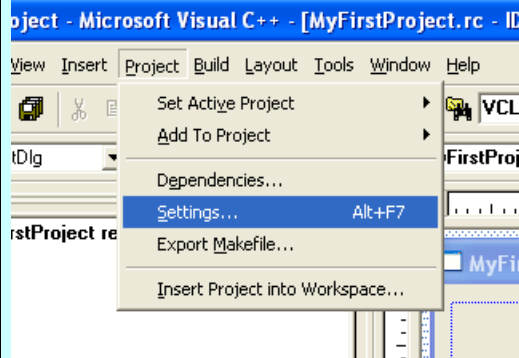 oject - Microsoft Visual C++ - [MyFirstProject.rc - ID
View Insert Project Build Layout Tools Window Help
Set Active Project
VCL
Add To Project
tDlg
FirstProj
Dependencies...
Settings... Alt+F7
rstProject re
Export Makefile...
MyFi
Insert Project into Workspace...